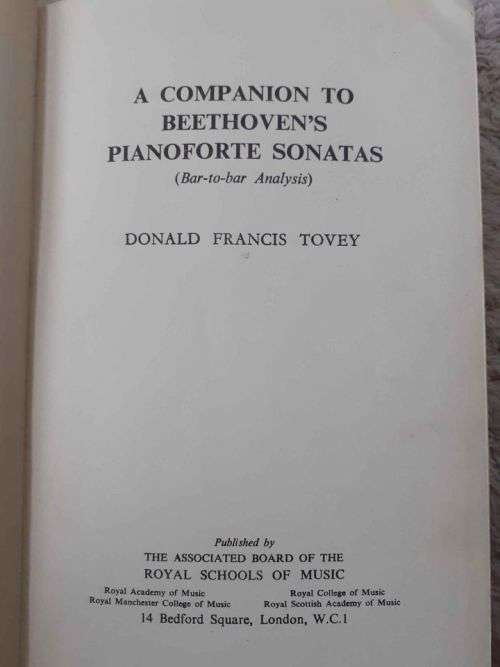 A COMPANION TO
BEETHOVEN'S
PIANOFORTE SONATAS
(Bar-to-bar Analysis)
DONALD FRANCIS TOVEY
Published by
THE ASSOCIATED BOARD OF THE
ROYAL SCHOOLS OF MUSIC
Royal Academy of Music Royal College of Music
Royal Manchester College of Music Royal Scottish Academy of Music
14 Bedford Square, London, W.C.1